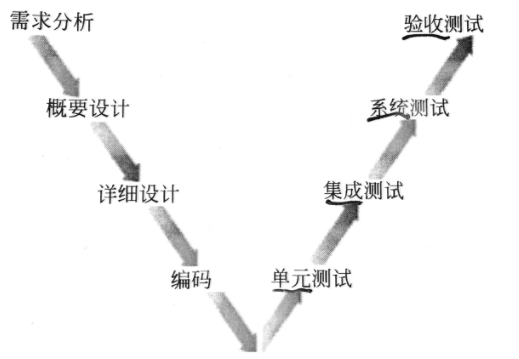 需求分析
验收测试
概要设计
系统测试
详细设计
集成测试
编码
单元测试